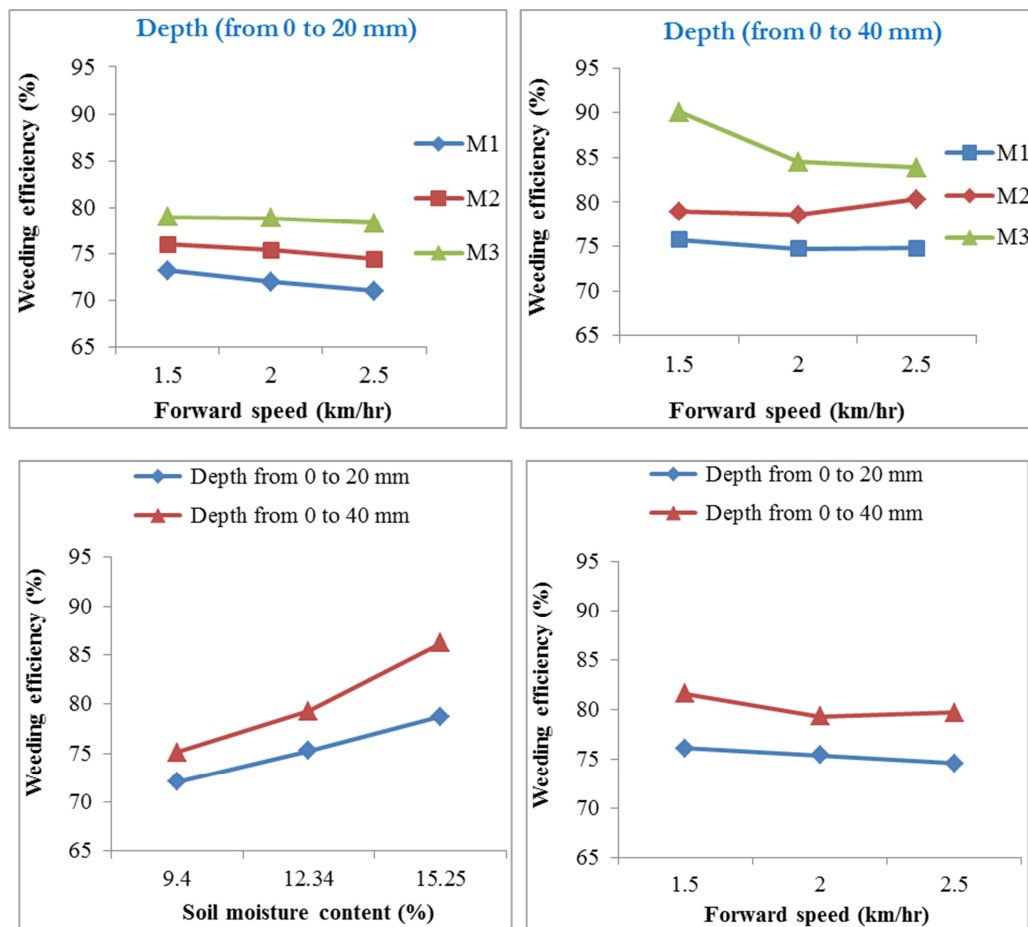 Depth (from 0 to 20 mm)
Weeding efficiency (%)
95
90
85
80
75
70
65
1.5 2 2.5
Forward speed (km/hr)
M1
M2
M3
Depth (from 0 to 40 mm)
Weeding efficiency (%)
95
90
85
80
75
70
65
1.5 2 2.5
Forward speed (km/hr)
M1
M2
M3
Depth from 0 to 20 mm
Depth from 0 to 40 mm
Weeding efficiency (%)
95
90
85
80
75
70
65
9.4 12.34 15.25
Soil moisture content (%)
Depth from 0 to 20 mm
Depth from 0 to 40 mm
Weeding efficiency (%)
95
90
85
80
75
70
65
1.5 2 2.5
Forward speed (km/hr)